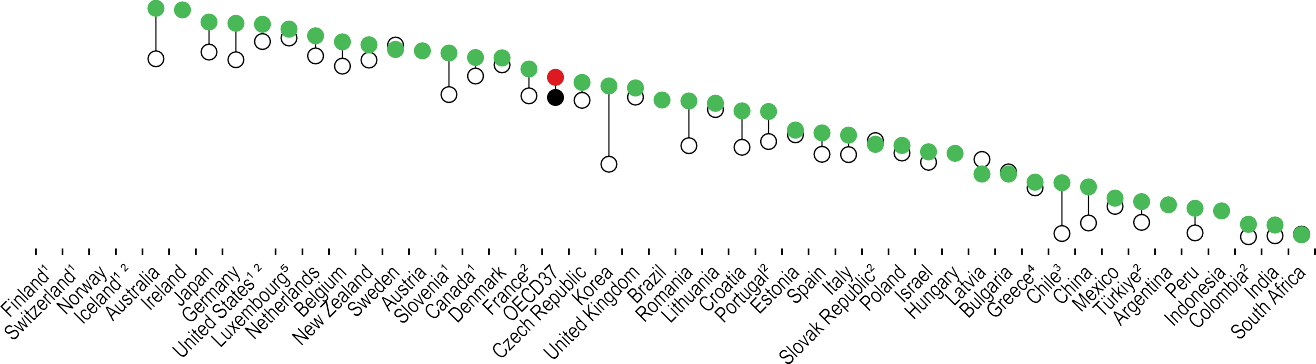 Finland¹
Switzerland¹
Norway
Iceland¹ ²
Australia
Ireland
Japan
Germany
United States¹ ²
Luxembourg⁵
Netherlands
Belgium
New Zealand
Sweden
Austria
Slovenia¹
Canada¹
Denmark
France²
OECD37
Czech Republic
Korea
United Kingdom
Brazil
Romania
Lithuania
Croatia
Portugal²
Estonia
Spain
Italy
Slovak Republic²
Poland
Israel
Hungary
Latvia
Bulgaria
Greece⁴
Chile³
China
Mexico
Türkiye²
Argentina
Peru
Indonesia
Colombia²
India
South Africa